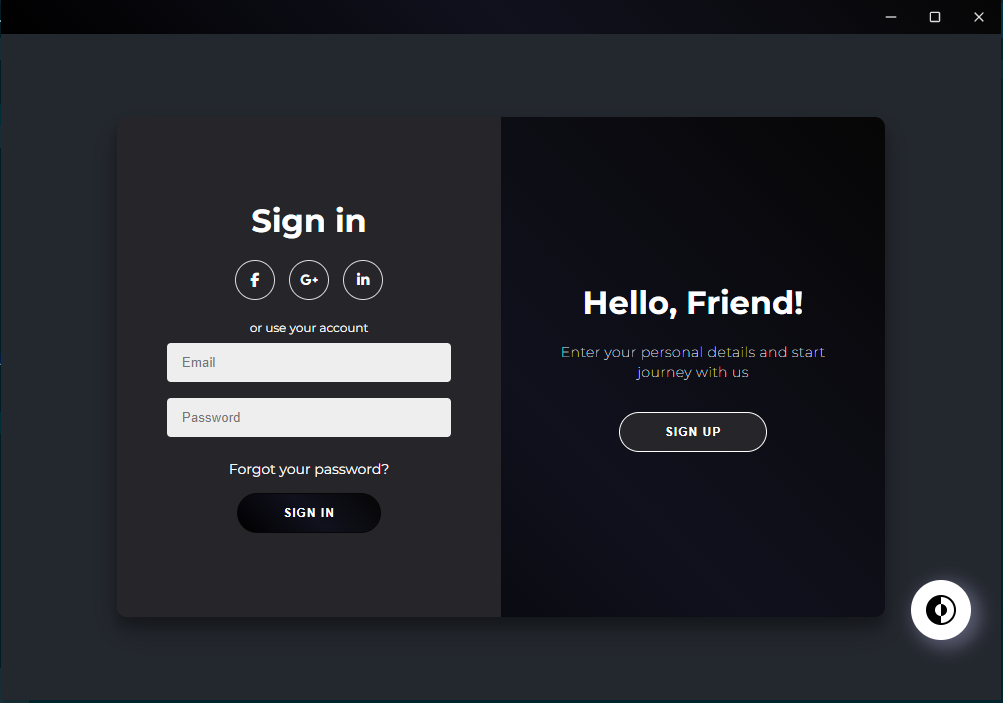 Sign in
f G+ in
or use your account
Email
Password
Forgot your password?
SIGN IN
Hello, Friend!
Enter your personal details and start
journey with us
SIGN UP